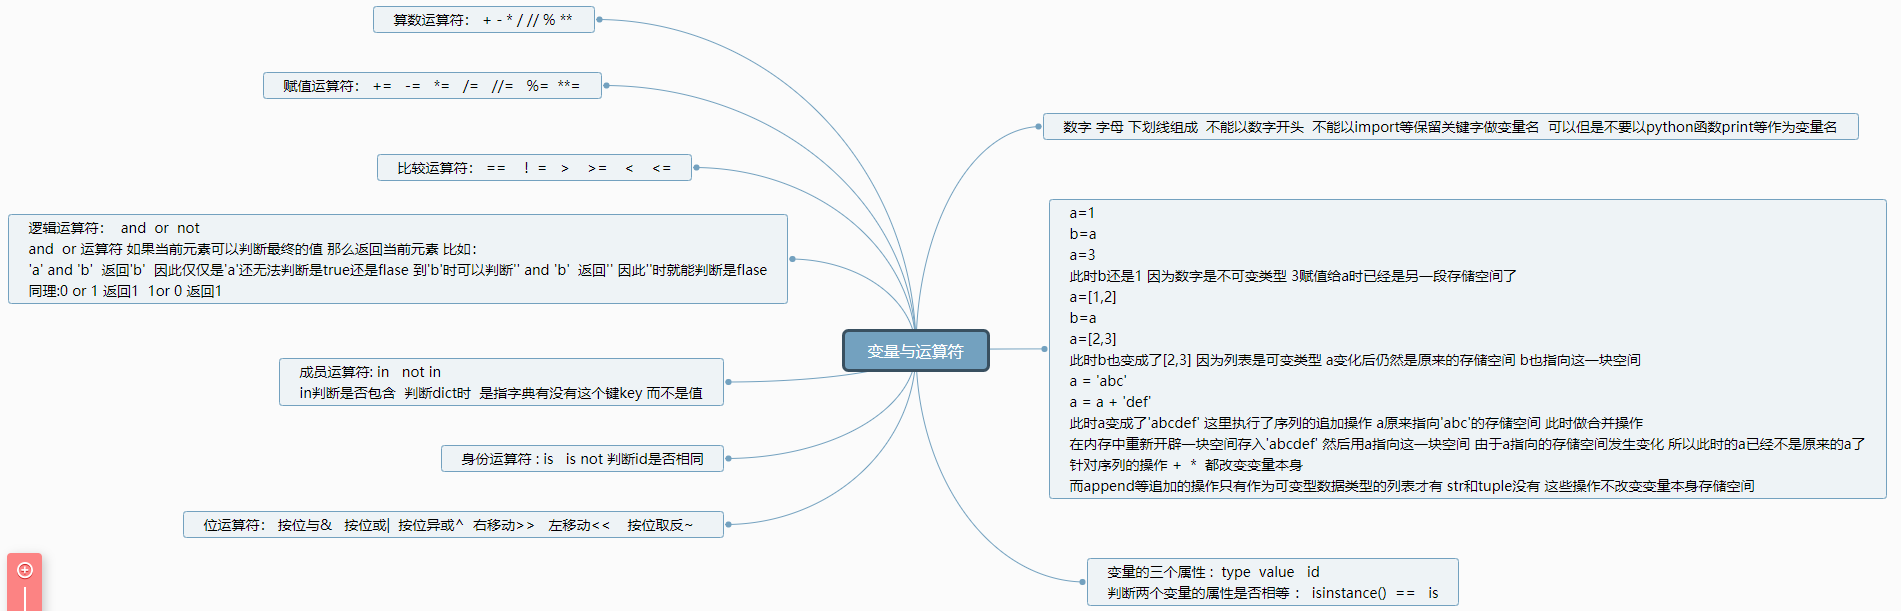 算数运算符： + - * / // % **
赋值运算符： += -= *= /= //= %= **=
比较运算符： == ！= > >= < <=
逻辑运算符： and or not
and or 运算符 如果当前元素可以判断最终的值 那么返回当前元素 比如：
'a' and 'b' 返回'b' 因此仅仅是'a'还无法判断是true还是flase 到'b'时可以判断'' and 'b' 返回'' 因此''时就能判断是flase
同理:0 or 1 返回1 1or 0 返回1
成员运算符: in not in
in判断是否包含 判断dict时 是指字典有没有这个键key 而不是值
身份运算符 : is is not 判断id是否相同
位运算符： 按位与& 按位或| 按位异或^ 右移动>> 左移动<< 按位取反~
变量与运算符
数字 字母 下划线组成 不能以数字开头 不能以import等保留关键字做变量名 可以但是不要以python函数print等作为变量名
a=1
b=a
a=3
此时b还是1 因为数字是不可变类型 3赋值给a时已经是另一段存储空间了
a=[1,2]
b=a
a=[2,3]
此时b也变成了[2,3] 因为列表是可变类型 a变化后仍然是原来的存储空间 b也指向这一块空间
a = 'abc'
a = a + 'def'
此时a变成了'abcdef' 这里执行了序列的追加操作 a原来指向'abc'的存储空间 此时做合并操作
在内存中重新开辟一块空间存入'abcdef' 然后用a指向这一块空间 由于a指向的存储空间发生变化 所以此时的a已经不是原来的a了
针对序列的操作 + * 都改变变量本身
而append等追加的操作只有作为可变型数据类型的列表才有 str和tuple没有 这些操作不改变变量本身存储空间
变量的三个属性 : type value id
判断两个变量的属性是否相等 : isinstance() == is